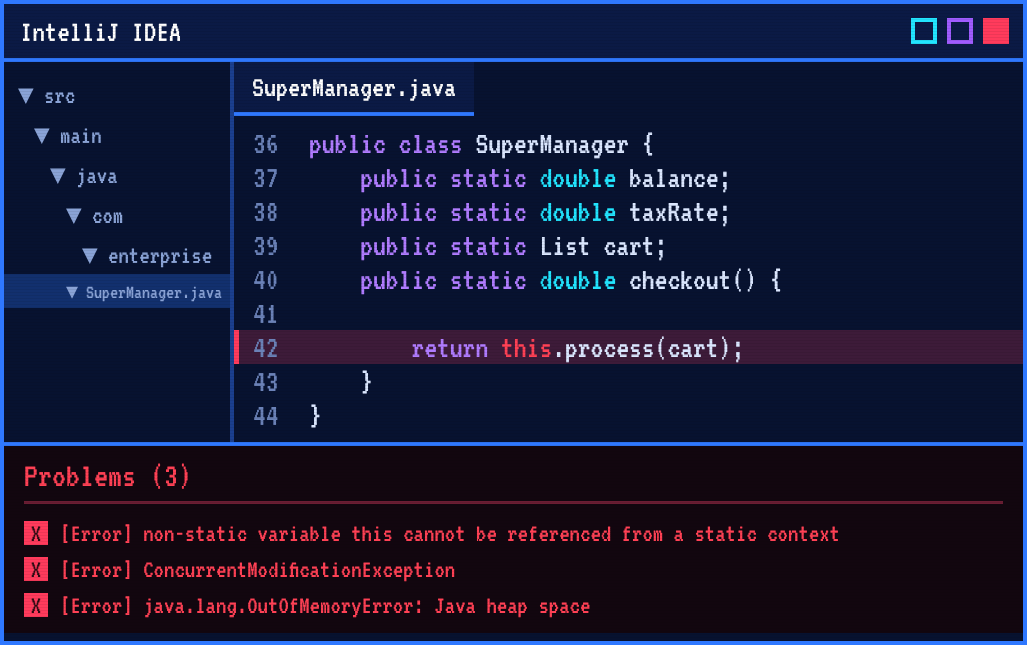 IntelliJ IDEA
▼ src
▼ main
▼ java
▼ com
▼ enterprise
▼ SuperManager.java
SuperManager.java
36 public class SuperManager {
37 public static double balance;
38 public static double taxRate;
39 public static List cart;
40 public static double checkout() {
41
42 return this.process(cart);
43 }
44 }
Problems (3)
X [Error] non-static variable this cannot be referenced from a static context
X [Error] ConcurrentModificationException
X [Error] java.lang.OutOfMemoryError: Java heap space